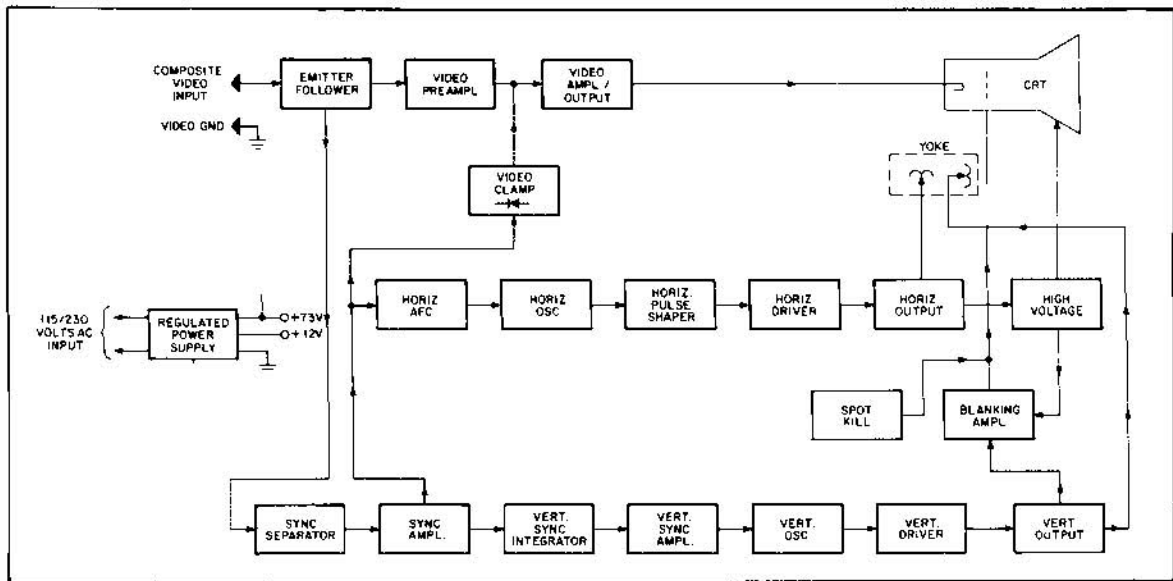 COMPOSITE
VIDEO
INPUT
VIDEO GND
EMITTER
FOLLOWER
VIDEO
PREAMPL
VIDEO
AMPL /
OUTPUT
CRT
YOKE
VIDEO
CLAMP
115/230
VOLTS AC
INPUT
REGULATED
POWER
SUPPLY
+73V
+12V
HORIZ
AFC
HORIZ
OSC
HORIZ.
PULSE
SHAPER
HORIZ
DRIVER
HORIZ
OUTPUT
HIGH
VOLTAGE
SPOT
KILL
BLANKING
AMPL
SYNC
SEPARATOR
SYNC
AMPL.
VERT.
SYNC
INTEGRATOR
VERT.
SYNC
AMPL.
VERT.
OSC
VERT.
DRIVER
VERT
OUTPUT